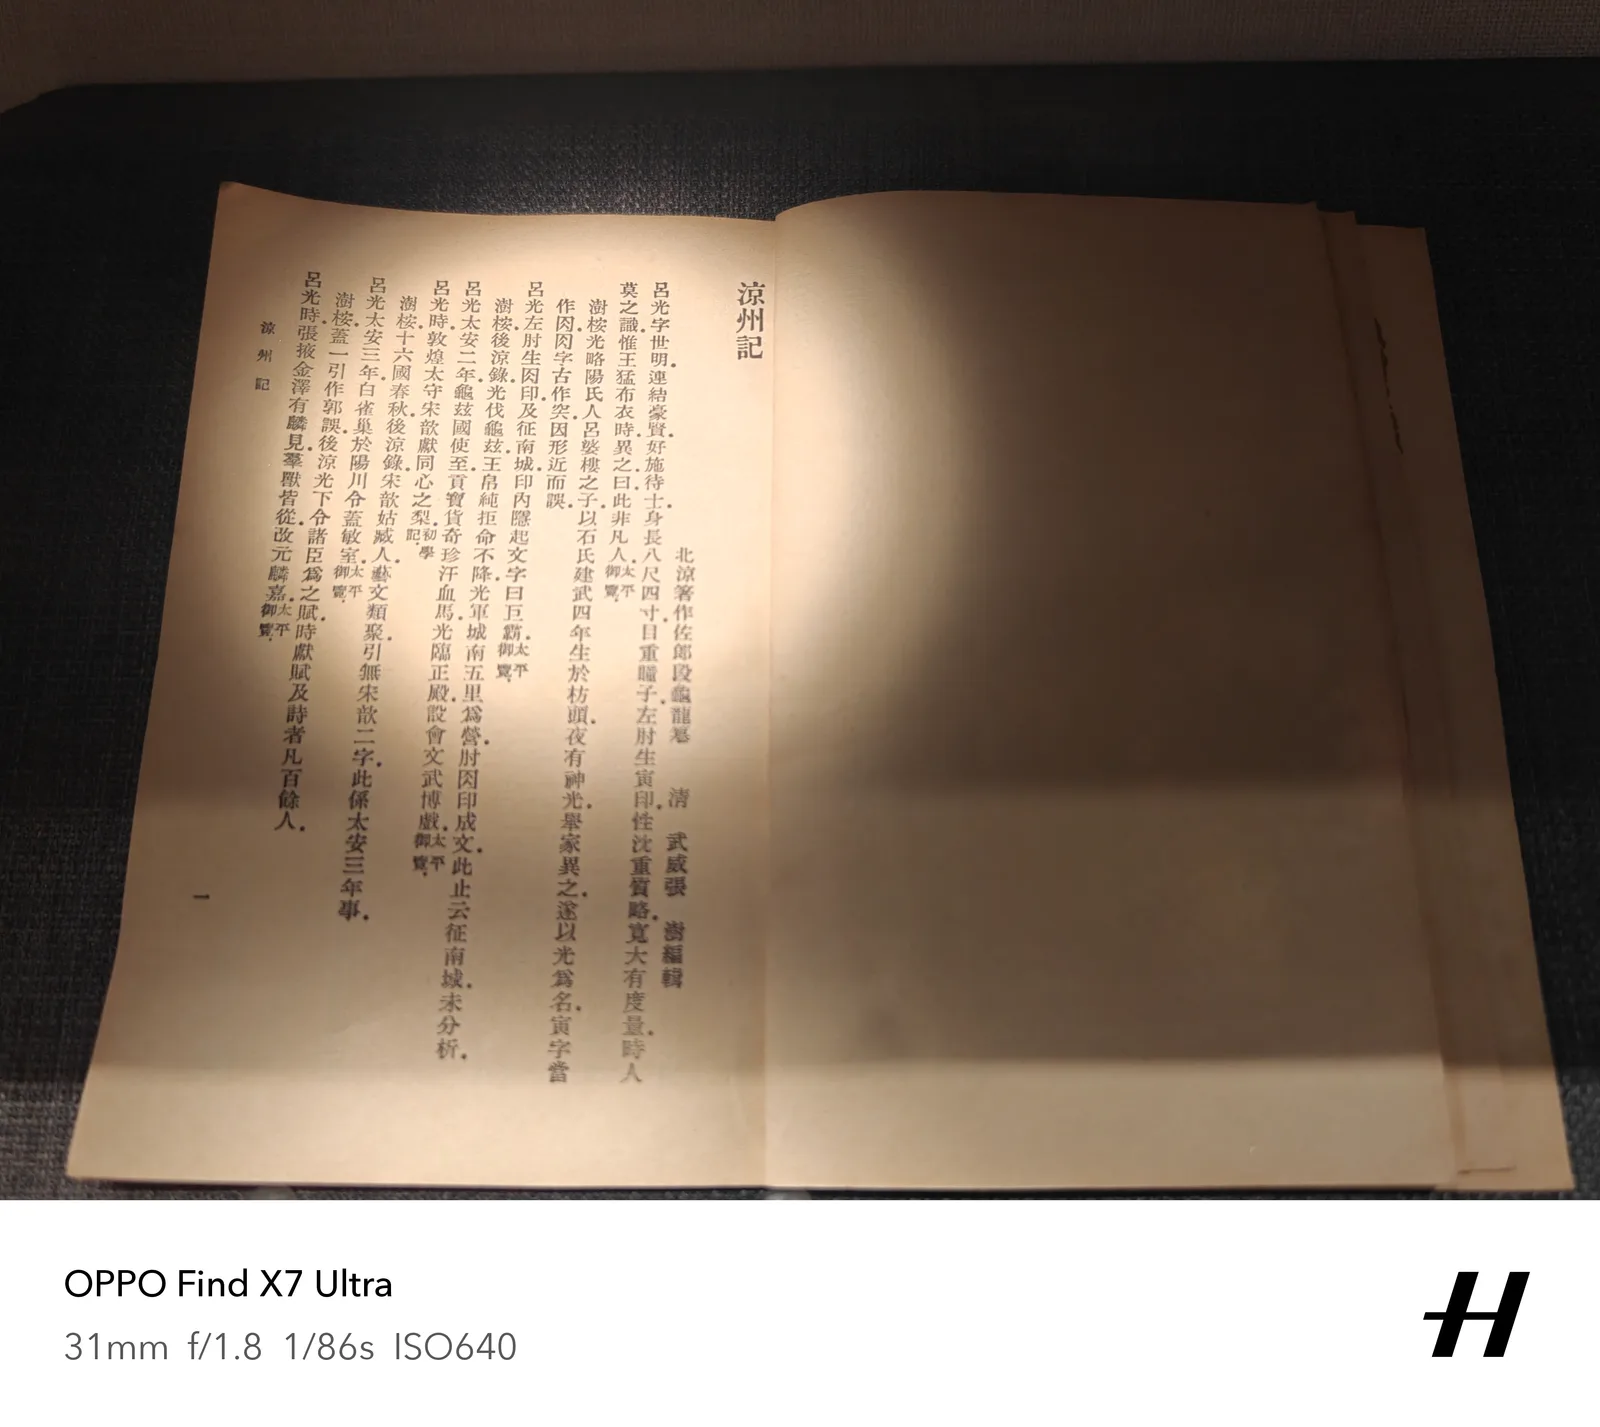 涼州記
北涼箸作佐郎段龜龍纂　清　武威張　澍編輯
呂光字世明.連結豪賢.好施待士.身長八尺四寸.目重瞳子.左肘生寅印.性沈重質略.寬大有度量.時人
莫之識.惟王猛布衣時.異之曰.此非凡人.太平御覽.
澍桉光略陽氏人.呂婆樓之子.以石氏建武四年生於枋頭.夜有神光.舉家異之.遂以光爲名.寅字當
作肉.肉字古作突.因形近而誤.
呂光左肘生肉印.及征南城.印內隱起文字曰巨霸.太平御覽.
澍桉.後涼錄.光伐龜茲.王帛純拒命不降.光軍城南五里爲營.肘肉印成文.此止云征南城.未分析.
呂光太安二年.龜玆國使至.貢寶貨奇珍汗血馬.光臨正殿.設會文武博戲.太平御覽.
呂光時.敦煌太守宋歆獻同心之梨.初學記.
澍桉.十六國春秋.後涼錄.宋歆姑臧人.藝文類聚.引無宋歆二字.此係太安三年事.
呂光太安三年.白雀巢於陽川令蓋敏室.太平御覽.
澍桉.蓋一引作郭誤.後涼光下令諸臣爲之賦.時獻賦及詩者凡百餘人.
呂光時.張掖金澤有麟見.羣獸皆從.改元麟嘉.太平御覽.
涼州記
一
OPPO Find X7 Ultra
31mm f/1.8 1/86s ISO640